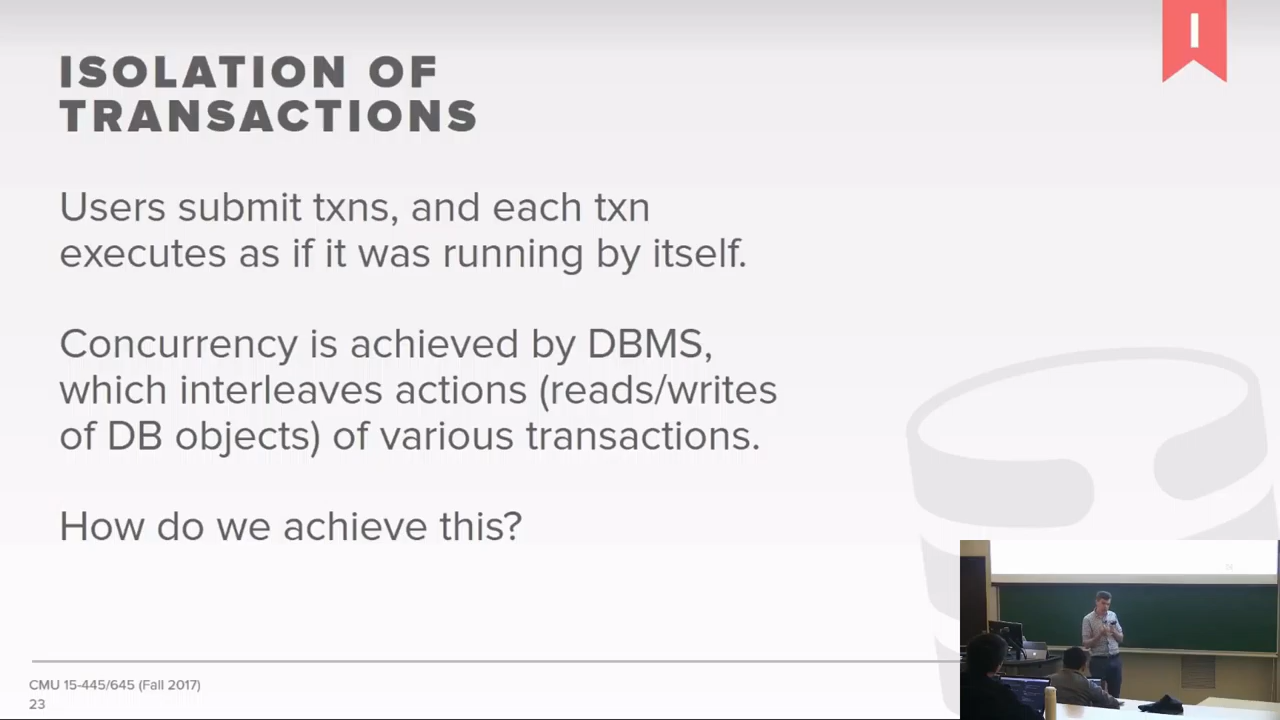 I
ISOLATION OF
TRANSACTIONS
Users submit txns, and each txn
executes as if it was running by itself.
Concurrency is achieved by DBMS,
which interleaves actions (reads/writes
of DB objects) of various transactions.
How do we achieve this?
CMU 15-445/645 (Fall 2017)
23